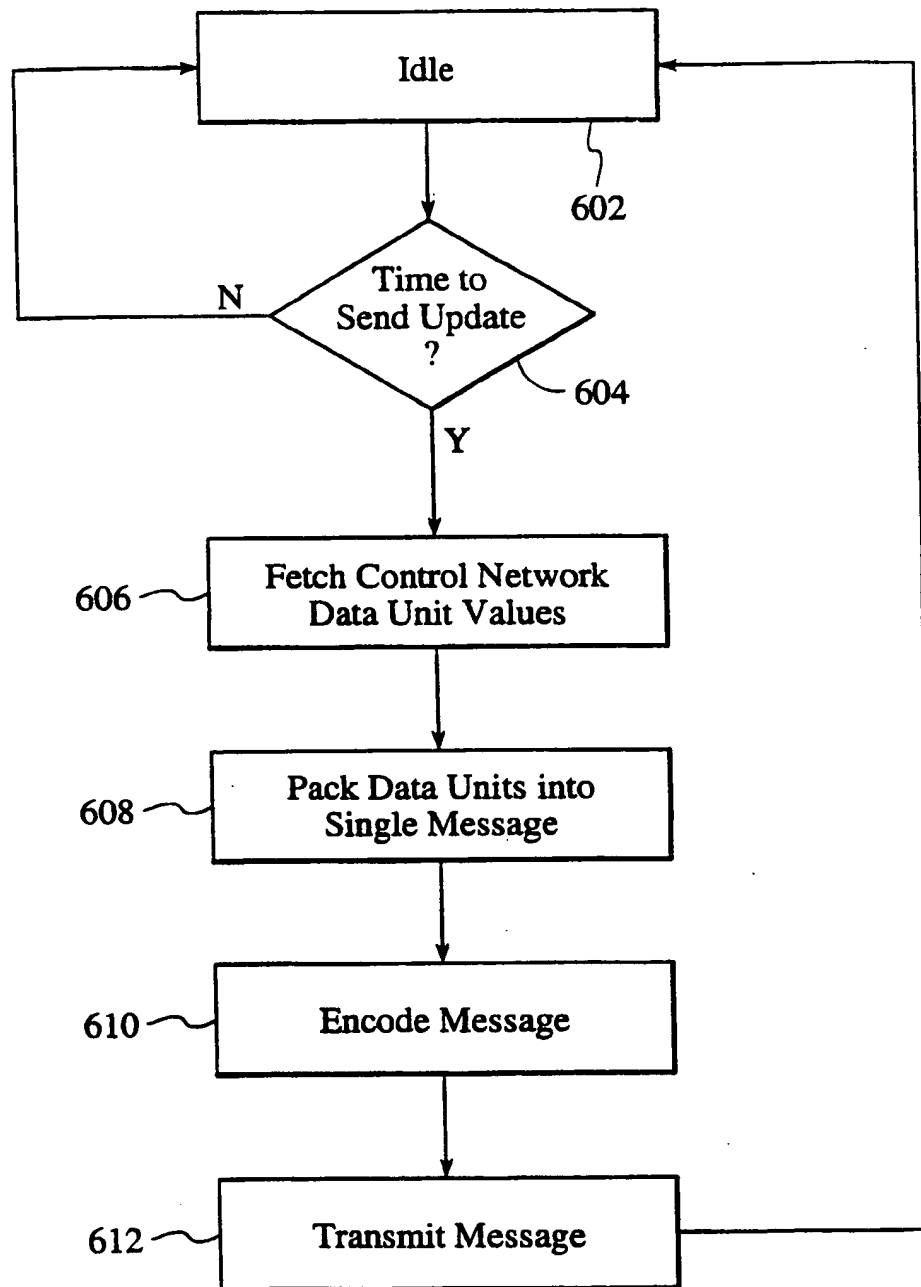 Idle
602
Time to
Send Update
?
N
604
Y
606
Fetch Control Network
Data Unit Values
608
Pack Data Units into
Single Message
610
Encode Message
612
Transmit Message